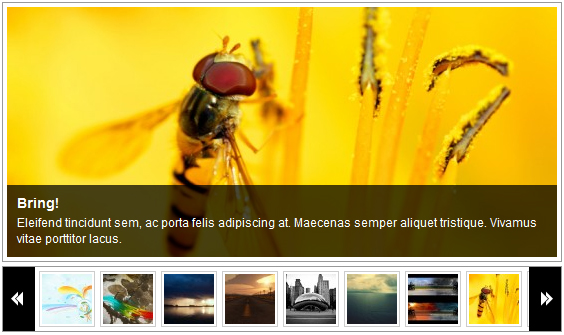 Bring!
Eleifend tincidunt sem, ac porta felis adipiscing at. Maecenas semper aliquet tristique. Vivamus
vitae porttitor lacus.